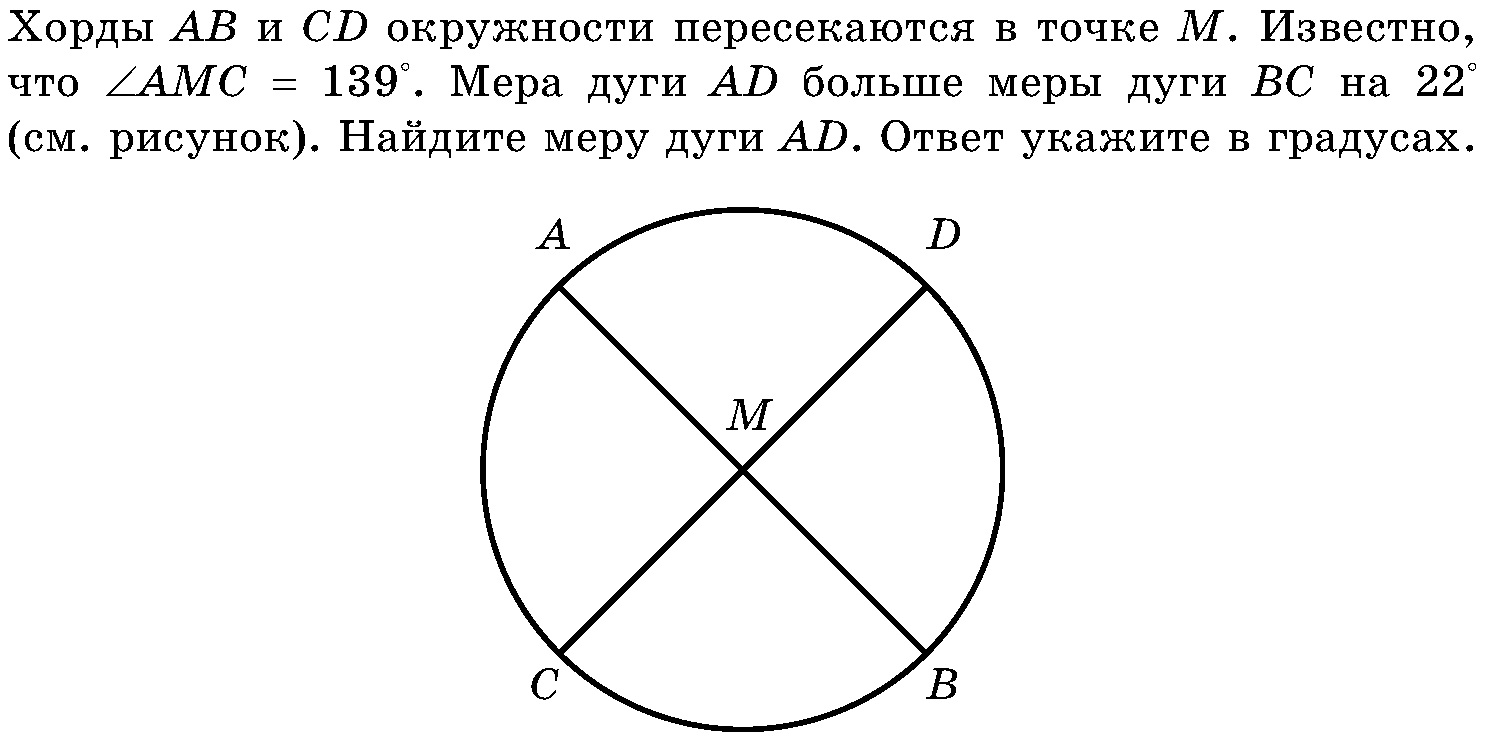 Хорды AB и CD окружности пересекаются в точке M. Известно,
что ∠AMC = 139°. Мера дуги AD больше меры дуги BC на 22°
(см. рисунок). Найдите меру дуги AD. Ответ укажите в градусах.
A
D
M
C
B